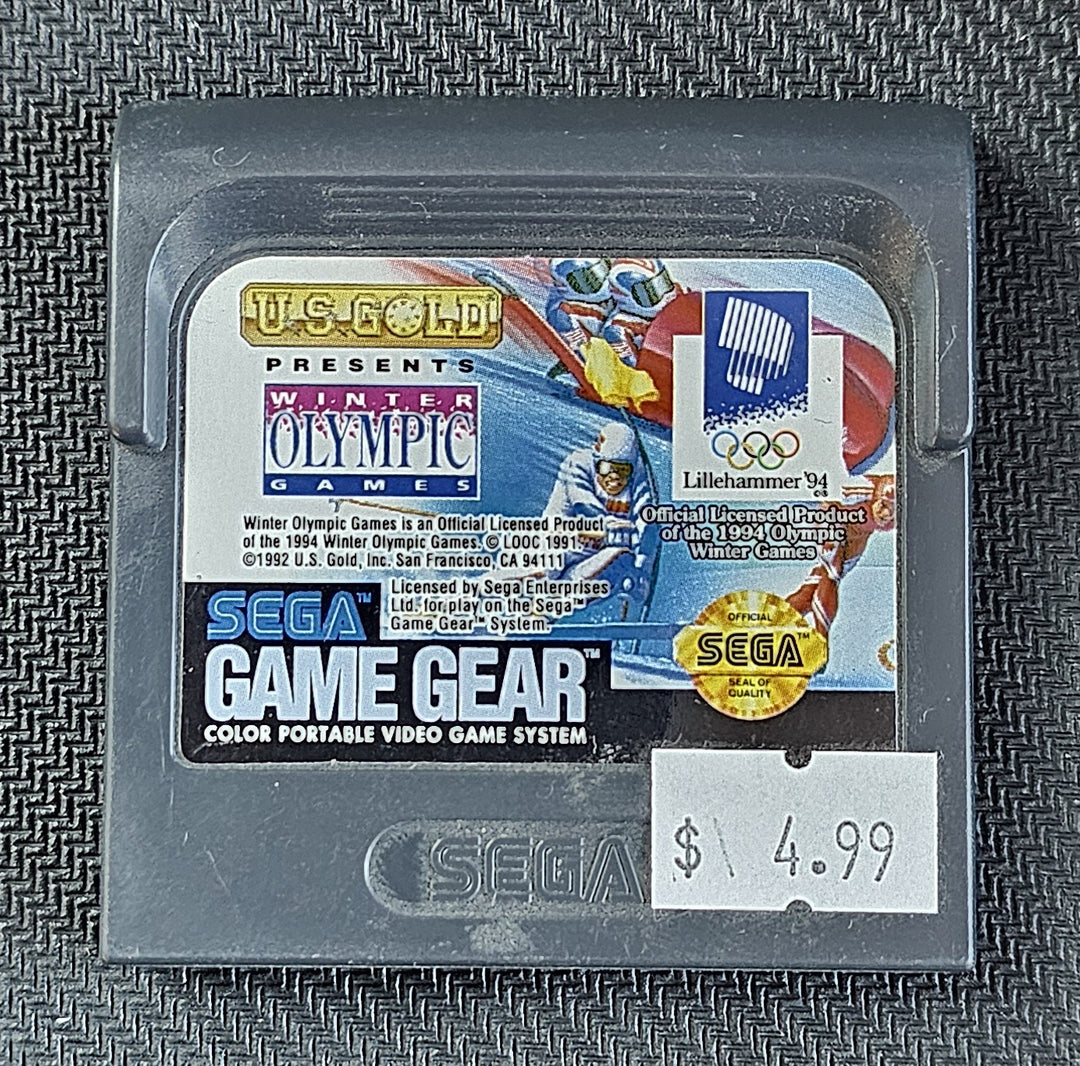 U.S. GOLD
PRESENTS
WINTER
OLYMPIC
GAMES
Lillehammer '94
©®
Winter Olympic Games is an Official Licensed Product
of the 1994 Winter Olympic Games. © LOOC 1991.
©1992 U.S. Gold, Inc. San Francisco, CA 94111
Official Licensed Product
of the 1994 Olympic
Winter Games
Licensed by Sega Enterprises
Ltd. for play on the Sega™
Game Gear™ System.
SEGA™
GAME GEAR™
COLOR PORTABLE VIDEO GAME SYSTEM
OFFICIAL
SEGA™
SEAL OF
QUALITY
SEGA
$\ 4.99